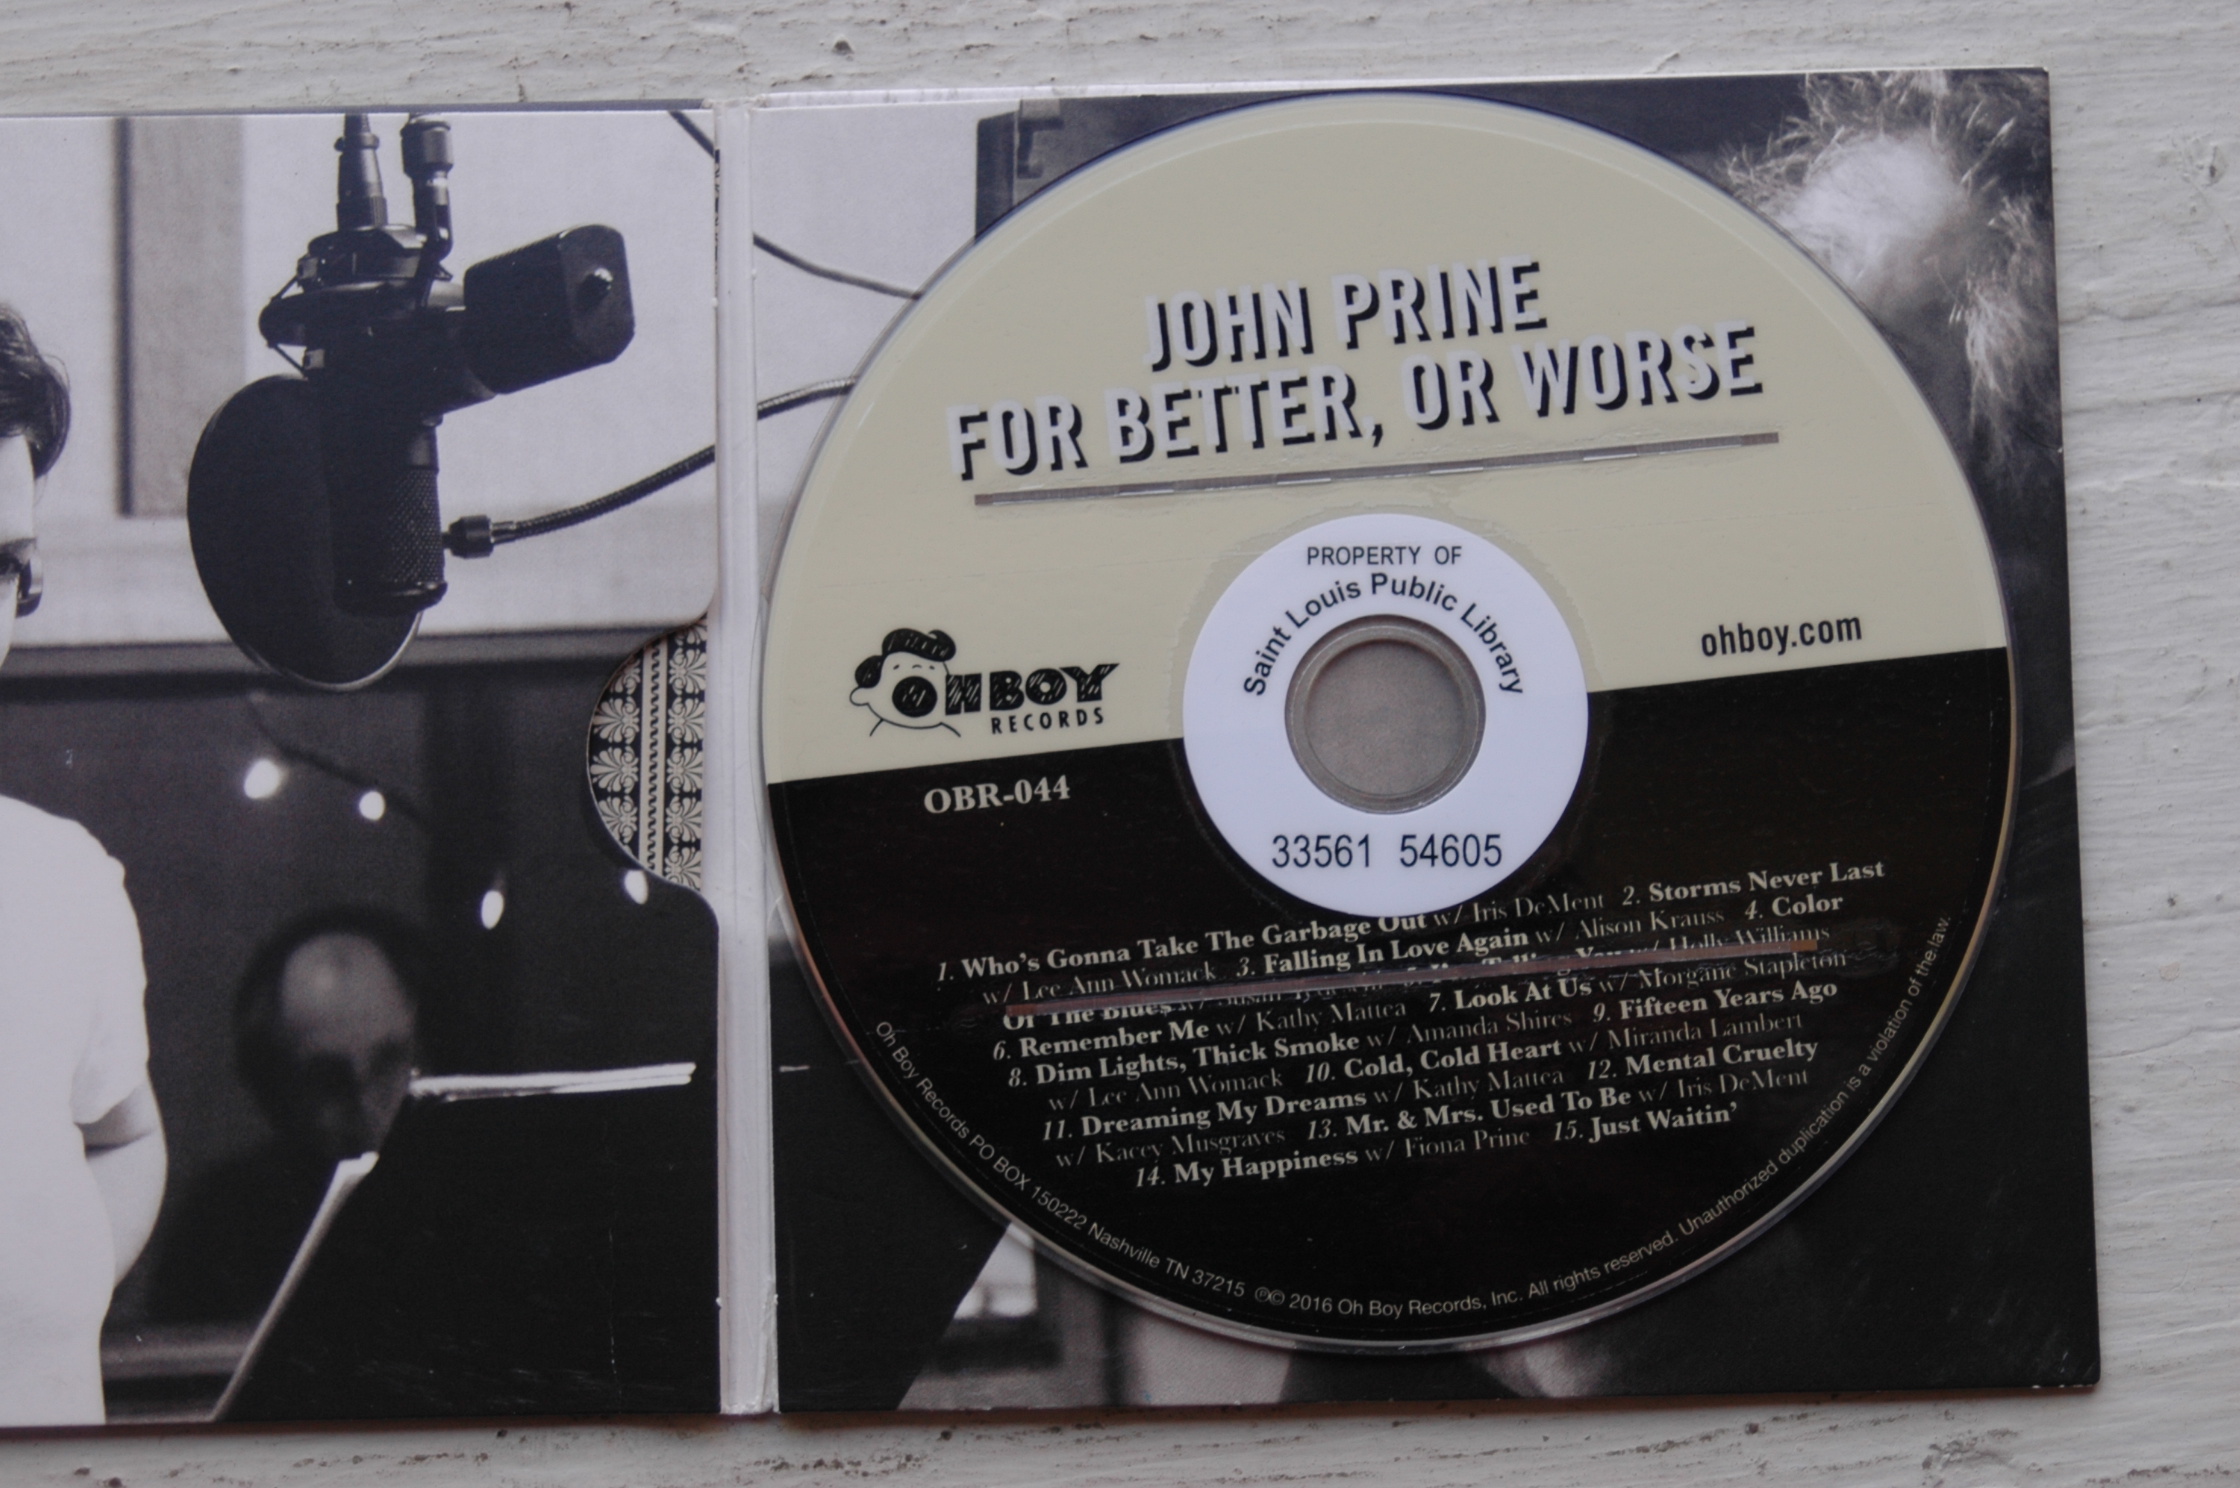 JOHN PRINE
FOR BETTER, OR WORSE
PROPERTY OF
Saint Louis Public Library
ohboy.com
OH BOY
RECORDS
OBR-044
33561 54605
1. Who's Gonna Take The Garbage Out w/ Iris DeMent 2. Storms Never Last
w/ Lee Ann Womack 3. Falling In Love Again w/ Alison Krauss 4. Color
Of The Blues w/ Susan 5. I'm Telling You w/ Holly Williams
6. Remember Me w/ Kathy Mattea 7. Look At Us w/ Morgane Stapleton
8. Dim Lights, Thick Smoke w/ Amanda Shires 9. Fifteen Years Ago
w/ Lee Ann Womack 10. Cold, Cold Heart w/ Miranda Lambert
11. Dreaming My Dreams w/ Kathy Mattea 12. Mental Cruelty
w/ Kacey Musgraves 13. Mr. & Mrs. Used To Be w/ Iris DeMent
14. My Happiness w/ Fiona Prine 15. Just Waitin'
Oh Boy Records PO BOX 150222 Nashville TN 37215 ℗© 2016 Oh Boy Records, Inc. All rights reserved. Unauthorized duplication is a violation of the law.